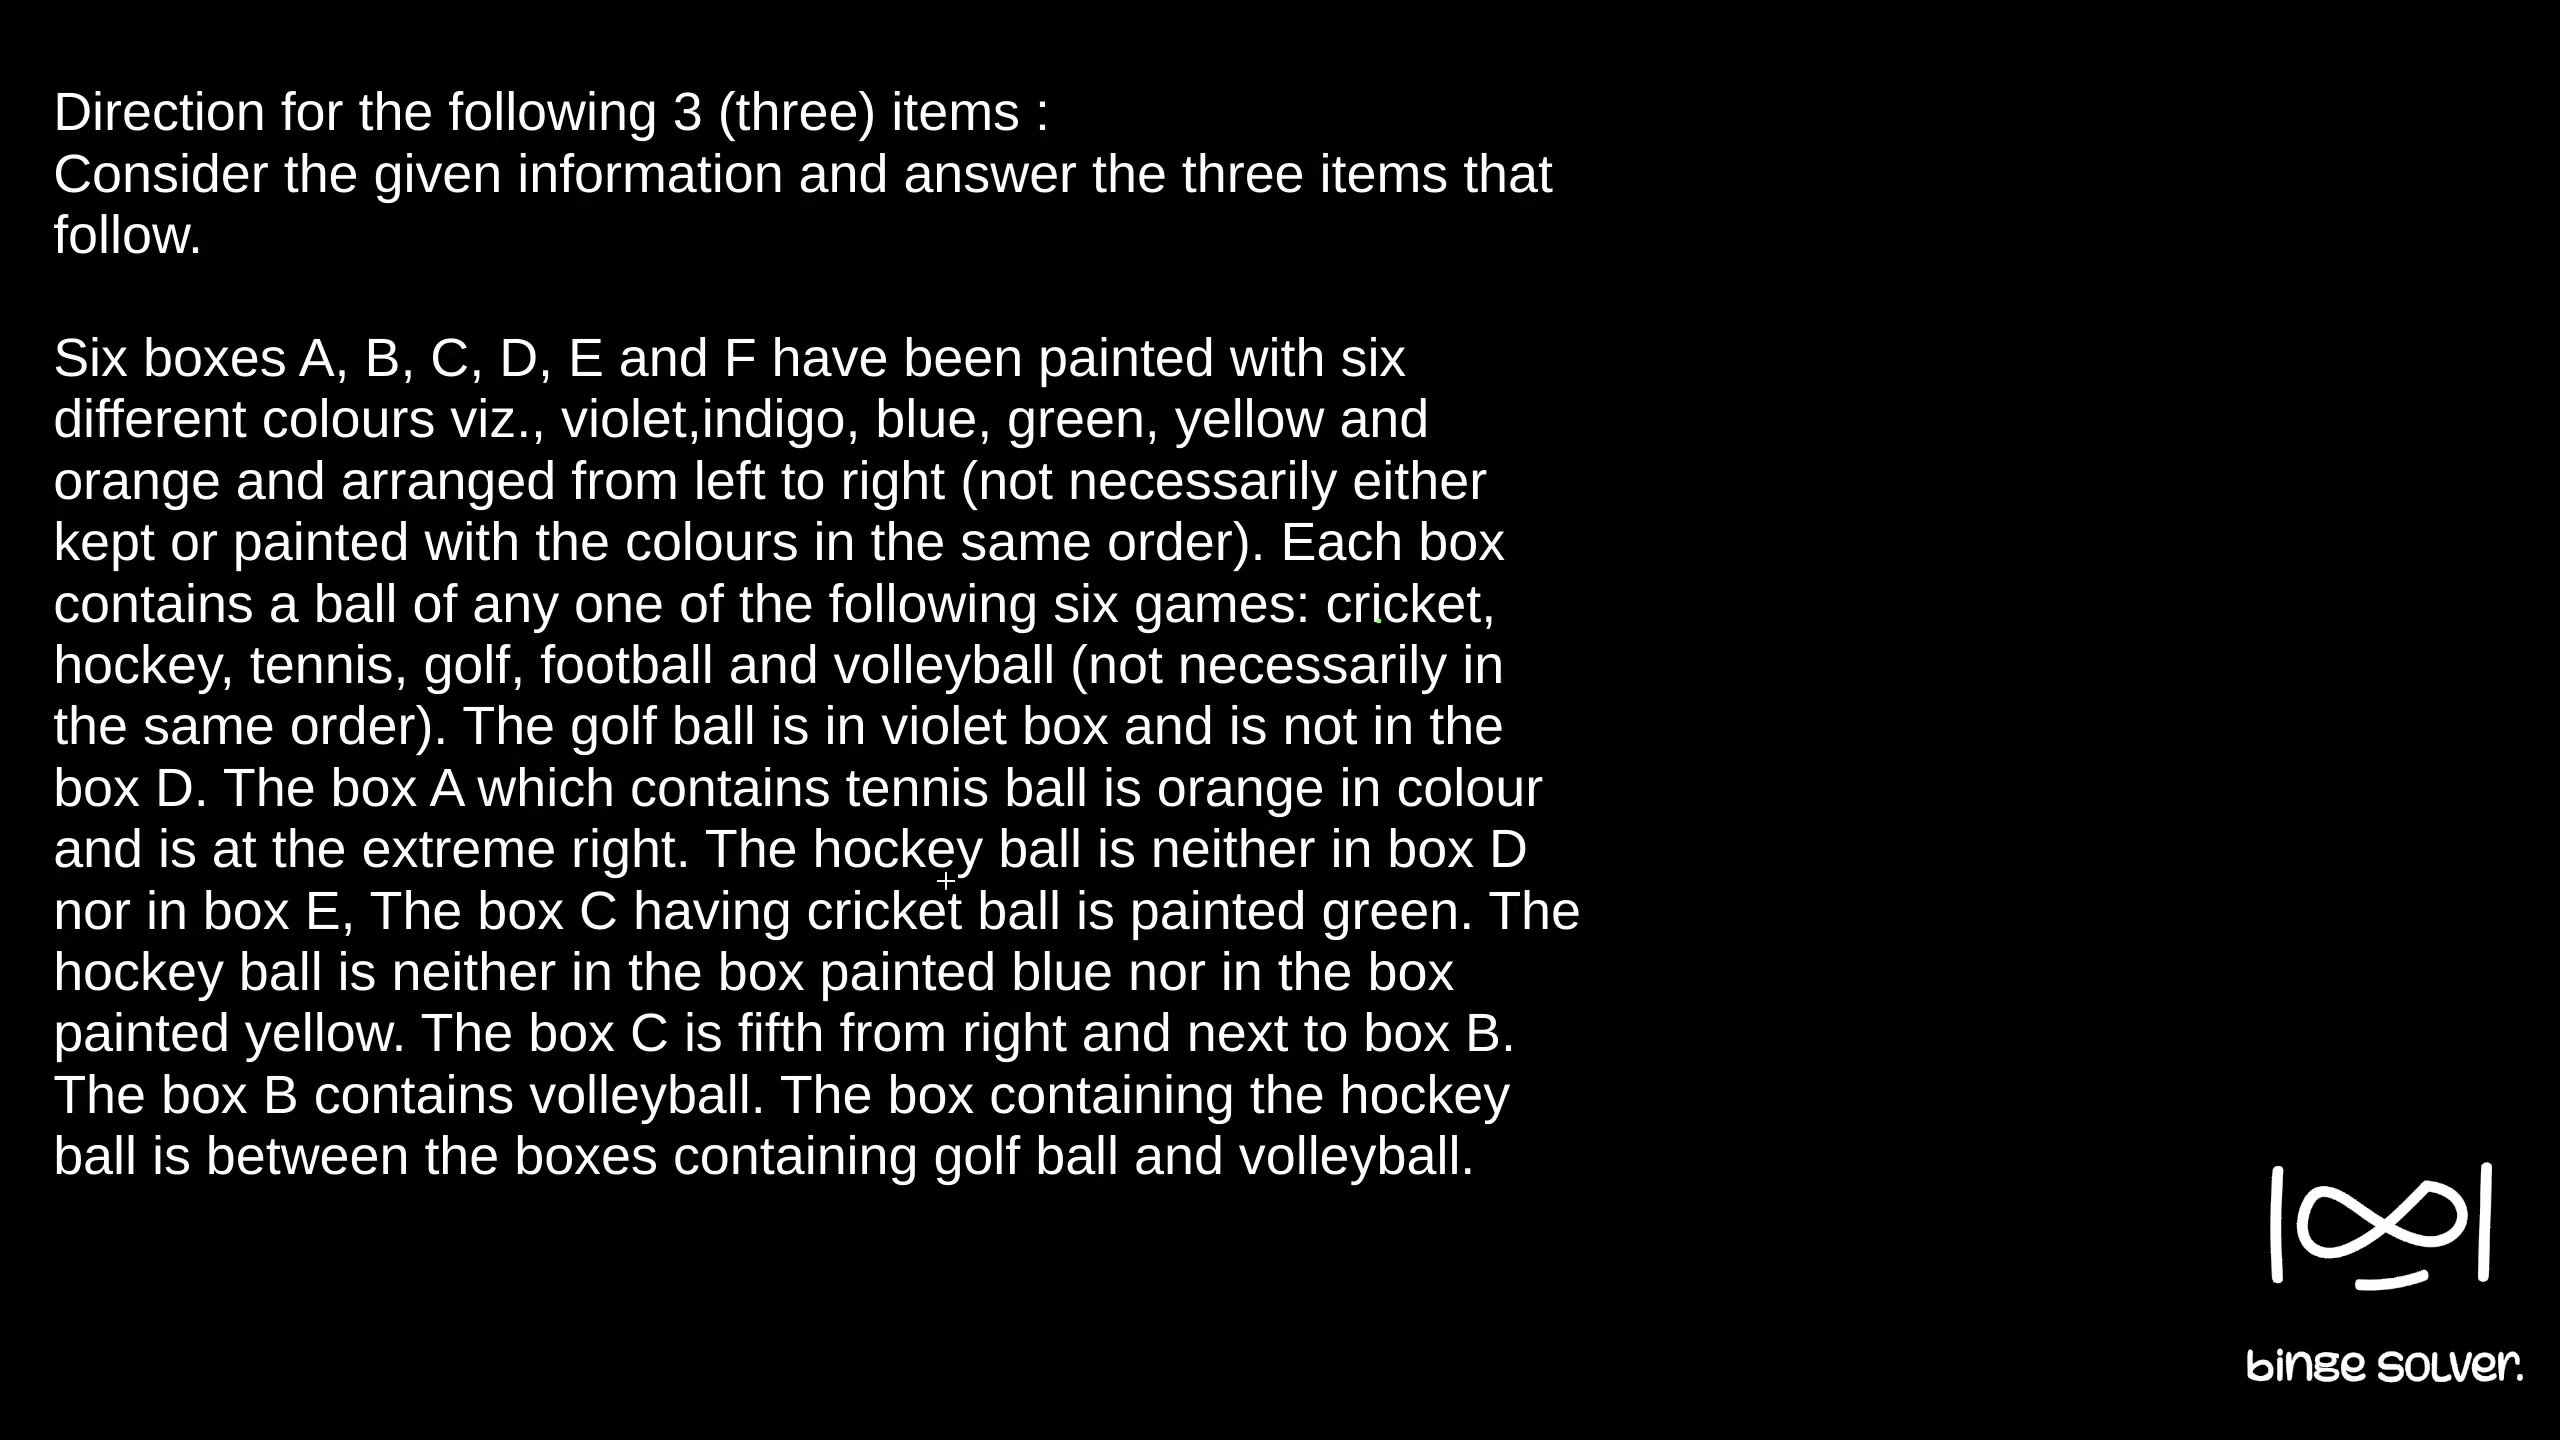 Direction for the following 3 (three) items :
Consider the given information and answer the three items that
follow.
Six boxes A, B, C, D, E and F have been painted with six
different colours viz., violet,indigo, blue, green, yellow and
orange and arranged from left to right (not necessarily either
kept or painted with the colours in the same order). Each box
contains a ball of any one of the following six games: cricket,
hockey, tennis, golf, football and volleyball (not necessarily in
the same order). The golf ball is in violet box and is not in the
box D. The box A which contains tennis ball is orange in colour
and is at the extreme right. The hockey ball is neither in box D
nor in box E, The box C having cricket ball is painted green. The
hockey ball is neither in the box painted blue nor in the box
painted yellow. The box C is fifth from right and next to box B.
The box B contains volleyball. The box containing the hockey
ball is between the boxes containing golf ball and volleyball.
binge solver.